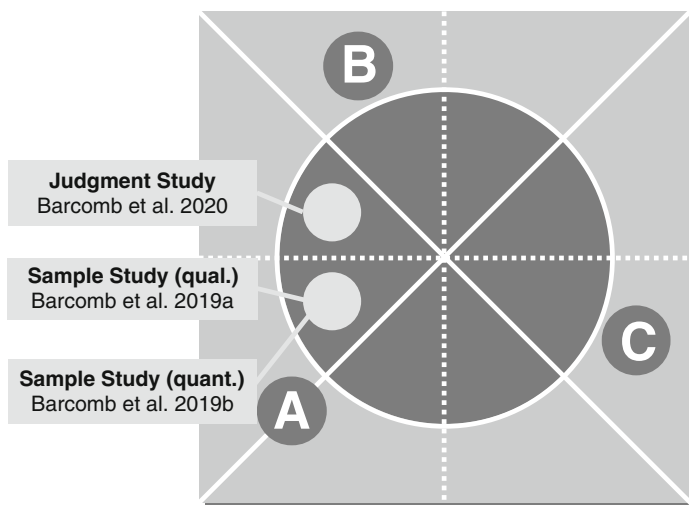 B
Judgment Study
Barcomb et al. 2020
Sample Study (qual.)
Barcomb et al. 2019a
C
Sample Study (quant.)
Barcomb et al. 2019b
A